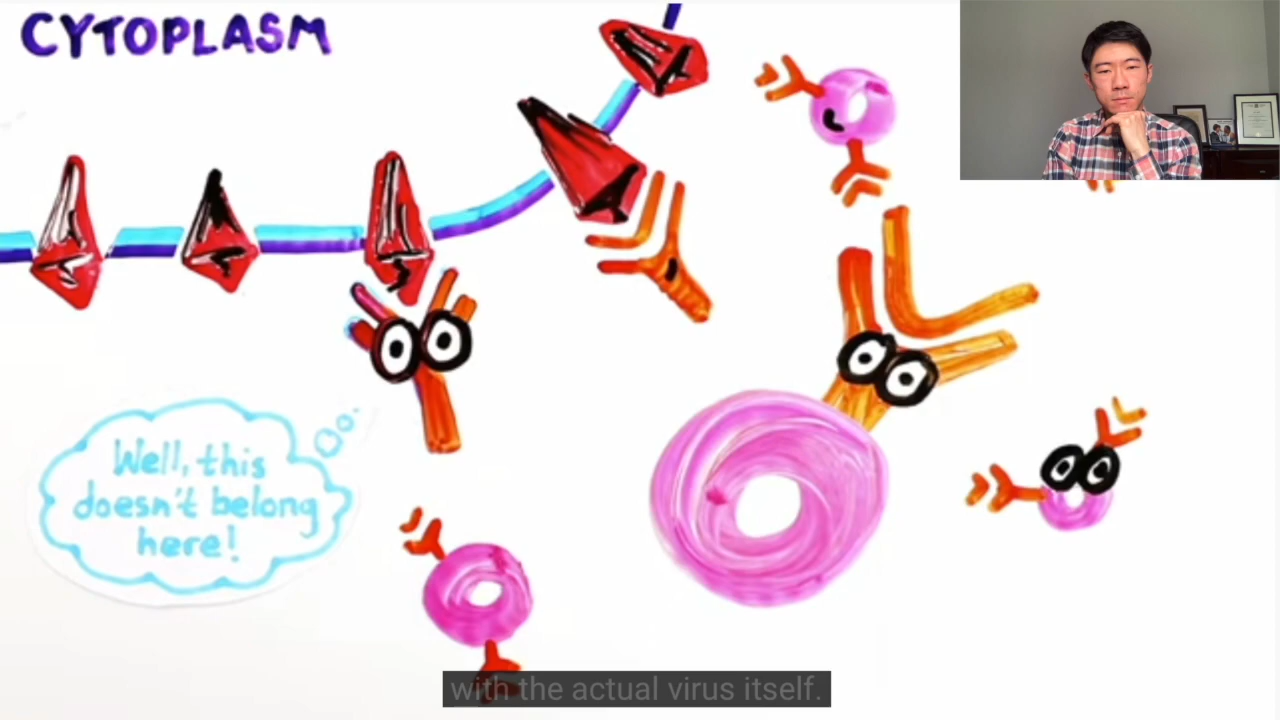 CYTOPLASM
Well, this
doesn't belong
here!
with the actual virus itself.